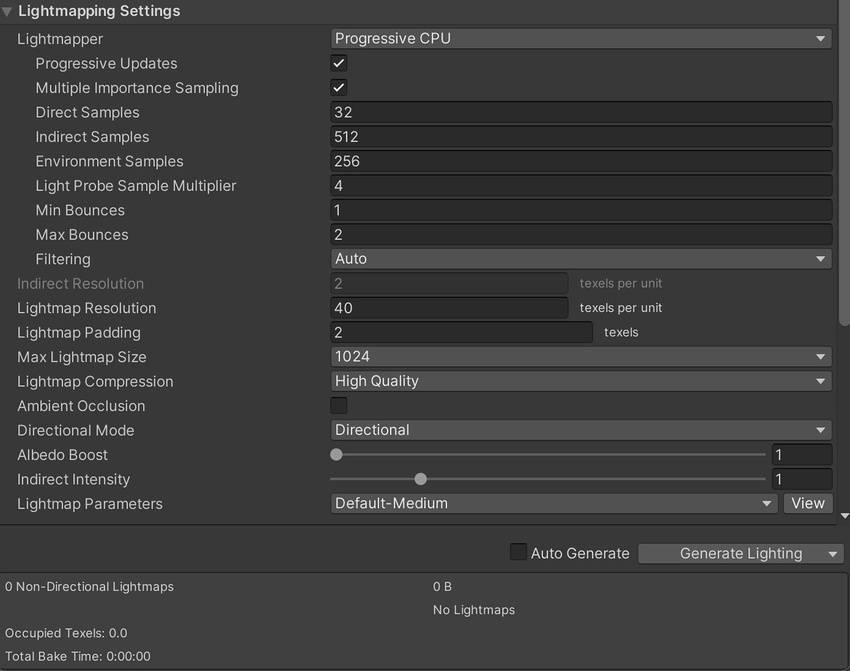 Lightmapping Settings
Lightmapper Progressive CPU
Progressive Updates
Multiple Importance Sampling
Direct Samples 32
Indirect Samples 512
Environment Samples 256
Light Probe Sample Multiplier 4
Min Bounces 1
Max Bounces 2
Filtering Auto
Indirect Resolution 2 texels per unit
Lightmap Resolution 40 texels per unit
Lightmap Padding 2 texels
Max Lightmap Size 1024
Lightmap Compression High Quality
Ambient Occlusion
Directional Mode Directional
Albedo Boost 1
Indirect Intensity 1
Lightmap Parameters Default-Medium View
Auto Generate Generate Lighting
0 Non-Directional Lightmaps 0 B
No Lightmaps
Occupied Texels: 0.0
Total Bake Time: 0:00:00